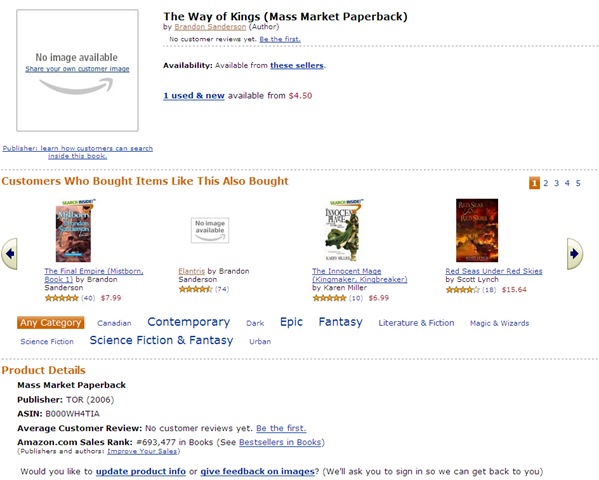 The Way of Kings (Mass Market Paperback)
by Brandon Sanderson (Author)
No customer reviews yet. Be the first.
No image available
Share your own customer image
Availability: Available from these sellers.
1 used & new available from $4.50
Publisher: learn how customers can search
inside this book.
Customers Who Bought Items Like This Also Bought
1 2 3 4 5
SEARCH INSIDE!™
Mistborn
Brandon
Sanderson
The Final Empire (Mistborn,
Book 1) by Brandon
Sanderson
(40) $7.99
No image
available
Elantris by Brandon
Sanderson
(74)
SEARCH INSIDE!™
INNOCENT
MAGE
KAREN MILLER
The Innocent Mage
(Kingmaker, Kingbreaker)
by Karen Miller
(10) $6.99
RED SEAS
UNDER
RED SKIES
Red Seas Under Red Skies
by Scott Lynch
(18) $15.64
Any Category Canadian Contemporary Dark Epic Fantasy Literature & Fiction Magic & Wizards
Science Fiction Science Fiction & Fantasy Urban
Product Details
Mass Market Paperback
Publisher: TOR (2006)
ASIN: B000WH4TIA
Average Customer Review: No customer reviews yet. Be the first.
Amazon.com Sales Rank: #693,477 in Books (See Bestsellers in Books)
(Publishers and authors: Improve Your Sales)
Would you like to update product info or give feedback on images? (We'll ask you to sign in so we can get back to you)